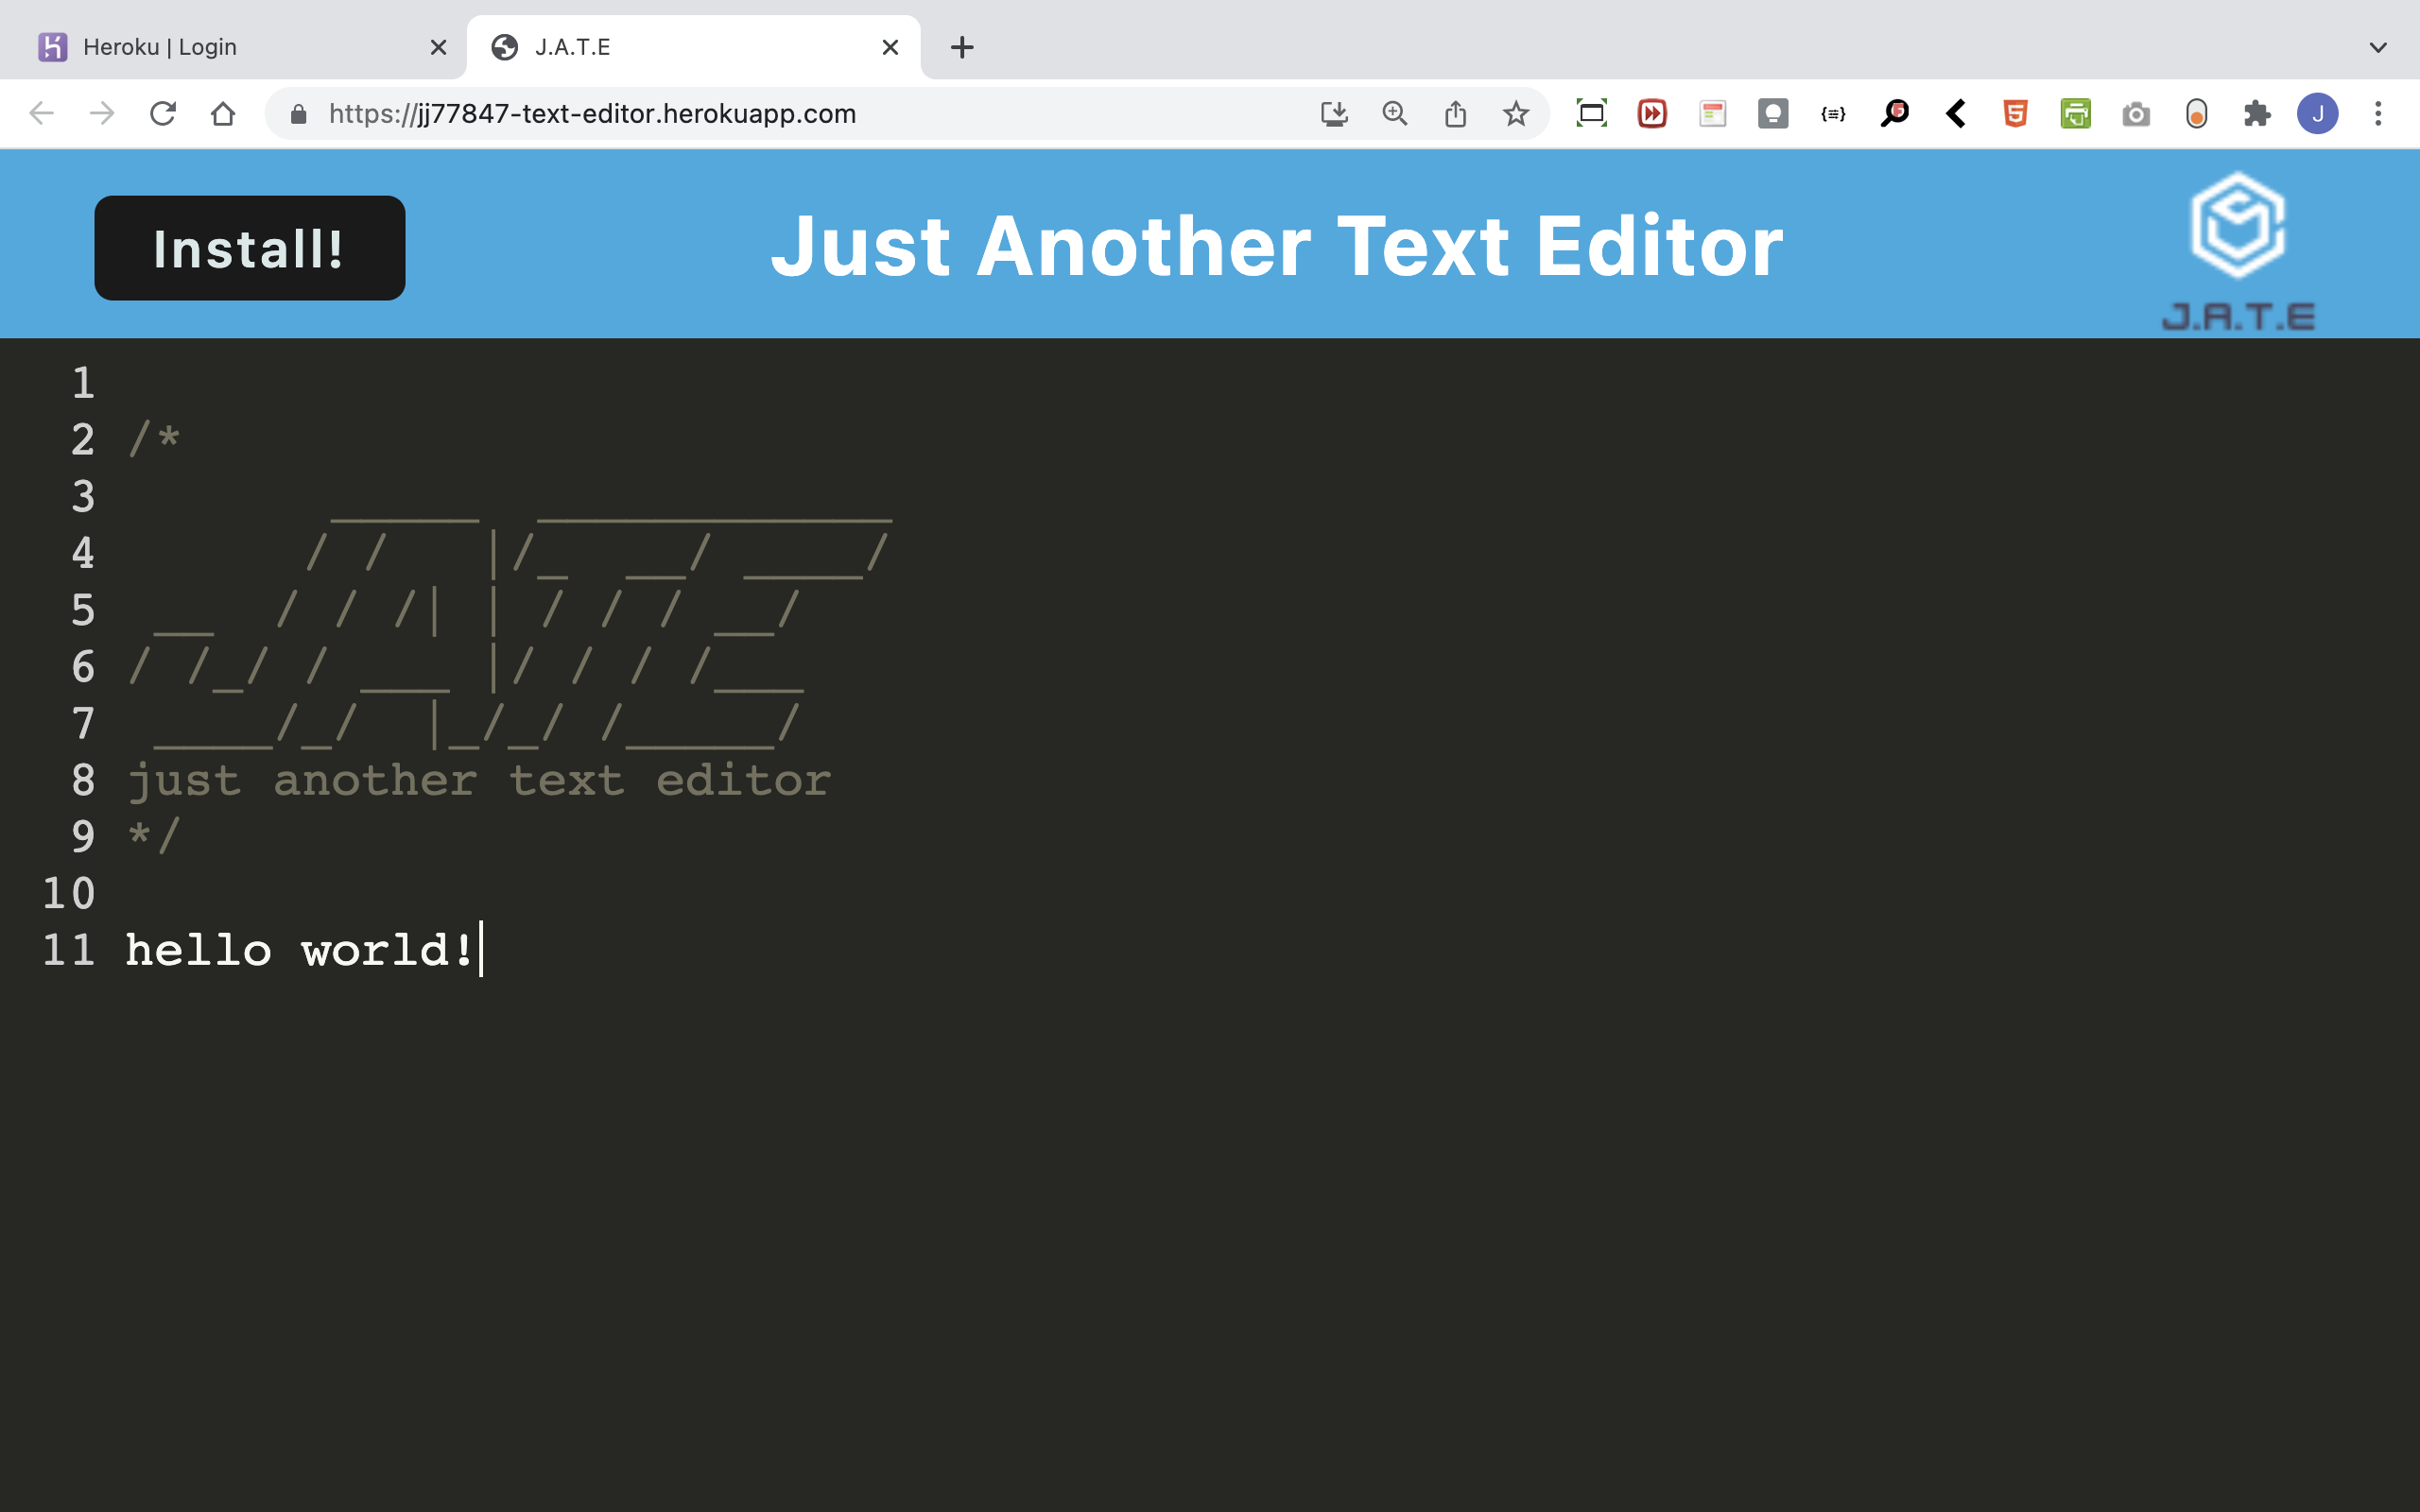 Heroku | Login
J.A.T.E
https://jj77847-text-editor.herokuapp.com
J
Install!
Just Another Text Editor
J.A.T.E
1
2 /*
3       _____  ____________
4      / /   |/_  __/ ____/
5  __ / / /| | / / / __/
6 / /_/ / ___ |/ / / /___
7  ____/_/  |_/_/ /_____/
8 just another text editor
9 */
10
11 hello world!